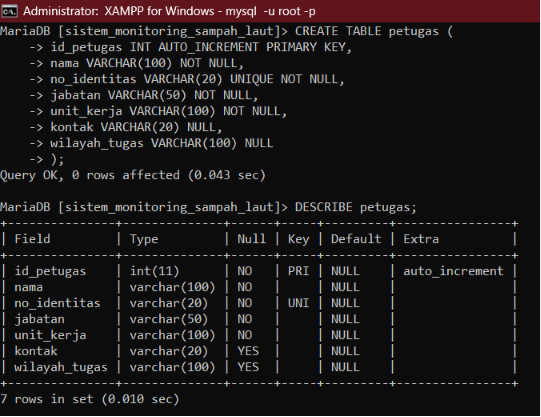 Administrator: XAMPP for Windows - mysql -u root -p
MariaDB [sistem_monitoring_sampah_laut]> CREATE TABLE petugas (
    -> id_petugas INT AUTO_INCREMENT PRIMARY KEY,
    -> nama VARCHAR(100) NOT NULL,
    -> no_identitas VARCHAR(20) UNIQUE NOT NULL,
    -> jabatan VARCHAR(50) NOT NULL,
    -> unit_kerja VARCHAR(100) NOT NULL,
    -> kontak VARCHAR(20) NULL,
    -> wilayah_tugas VARCHAR(100) NULL
    -> );
Query OK, 0 rows affected (0.043 sec)
MariaDB [sistem_monitoring_sampah_laut]> DESCRIBE petugas;
+---------------+--------------+------+-----+---------+----------------+
| Field         | Type         | Null | Key | Default | Extra          |
+---------------+--------------+------+-----+---------+----------------+
| id_petugas    | int(11)      | NO   | PRI | NULL    | auto_increment |
| nama          | varchar(100) | NO   |     | NULL    |                |
| no_identitas  | varchar(20)  | NO   | UNI | NULL    |                |
| jabatan       | varchar(50)  | NO   |     | NULL    |                |
| unit_kerja    | varchar(100) | NO   |     | NULL    |                |
| kontak        | varchar(20)  | YES  |     | NULL    |                |
| wilayah_tugas | varchar(100) | YES  |     | NULL    |                |
+---------------+--------------+------+-----+---------+----------------+
7 rows in set (0.010 sec)